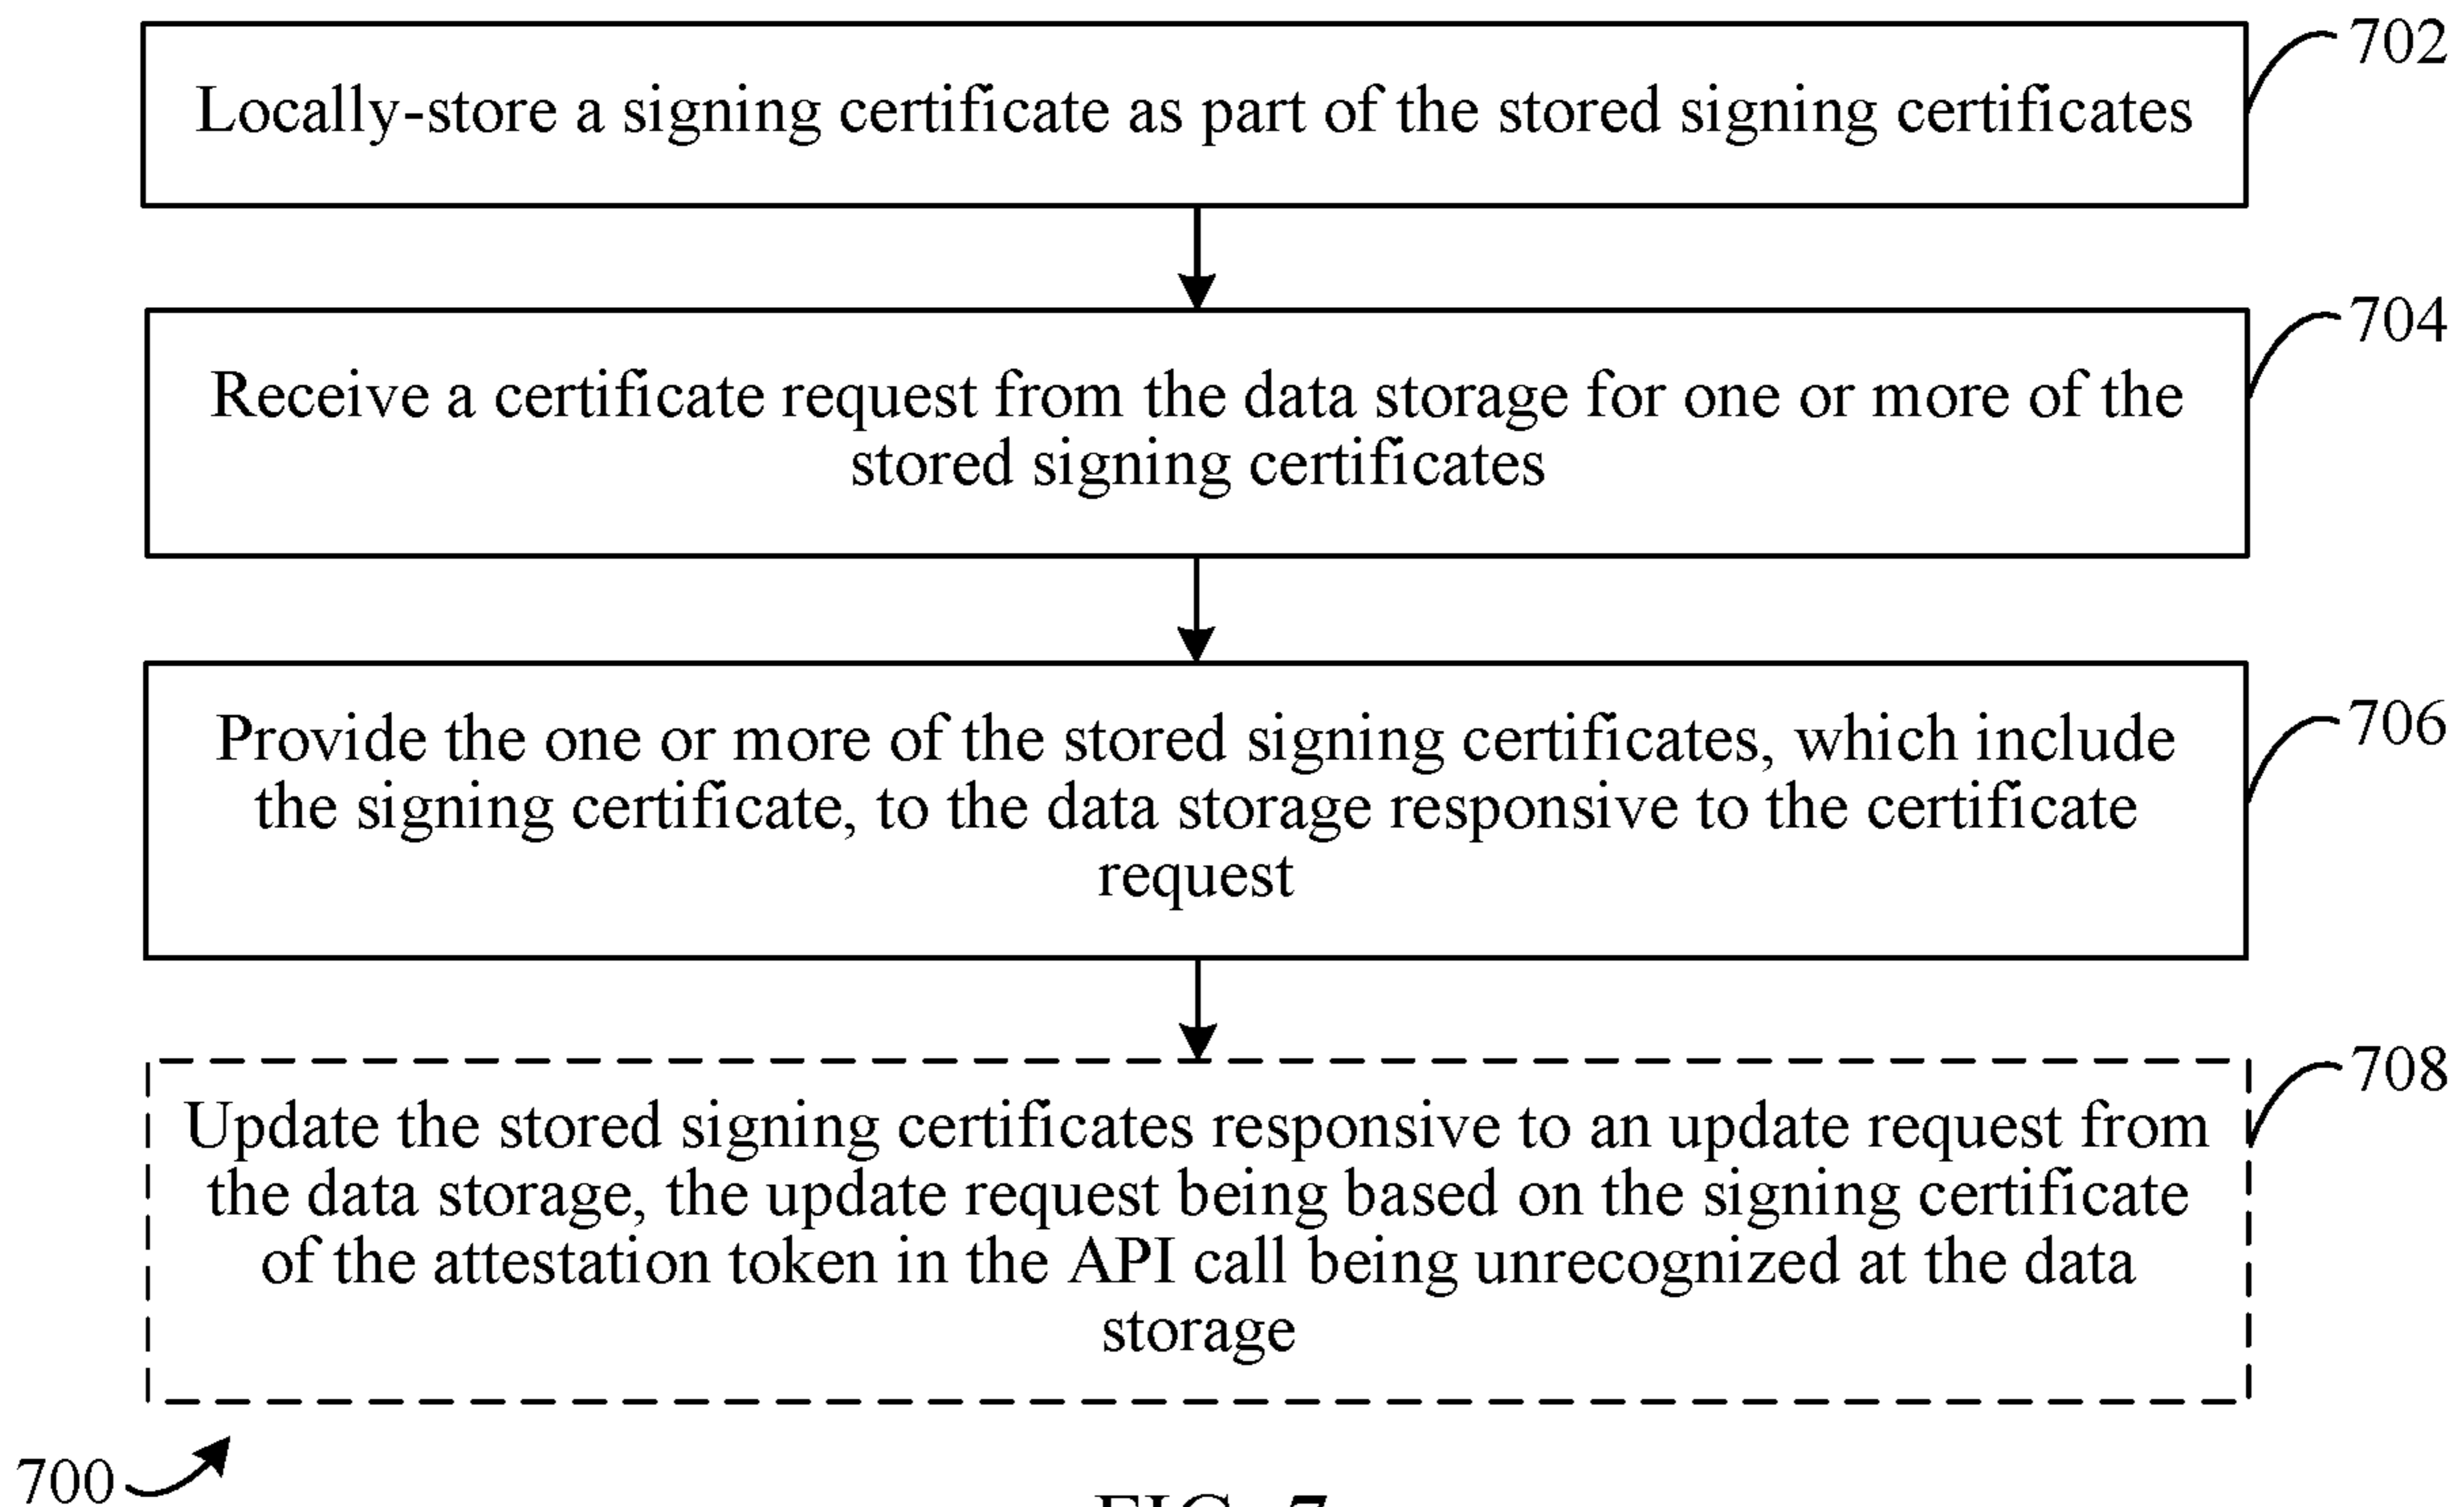 702
Locally-store a signing certificate as part of the stored signing certificates
704
Receive a certificate request from the data storage for one or more of the
stored signing certificates
706
Provide the one or more of the stored signing certificates, which include
the signing certificate, to the data storage responsive to the certificate
request
708
Update the stored signing certificates responsive to an update request from
the data storage, the update request being based on the signing certificate
of the attestation token in the API call being unrecognized at the data
storage
700
FIG. 7